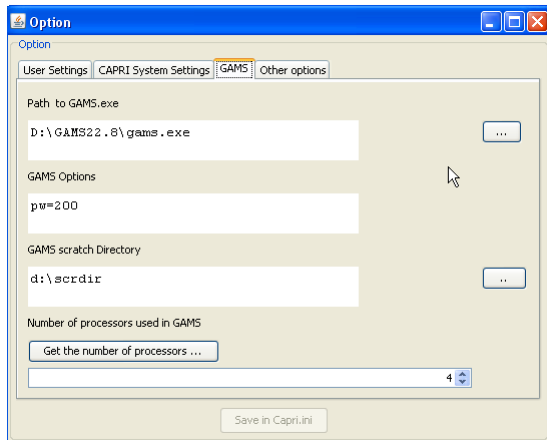 Option
Option
User Settings CAPRI System Settings GAMS Other options
Path to GAMS.exe
D:\GAMS22.8\gams.exe
...
GAMS Options
pw=200
GAMS scratch Directory
d:\scrdir
..
Number of processors used in GAMS
Get the number of processors ...
4
Save in Capri.ini